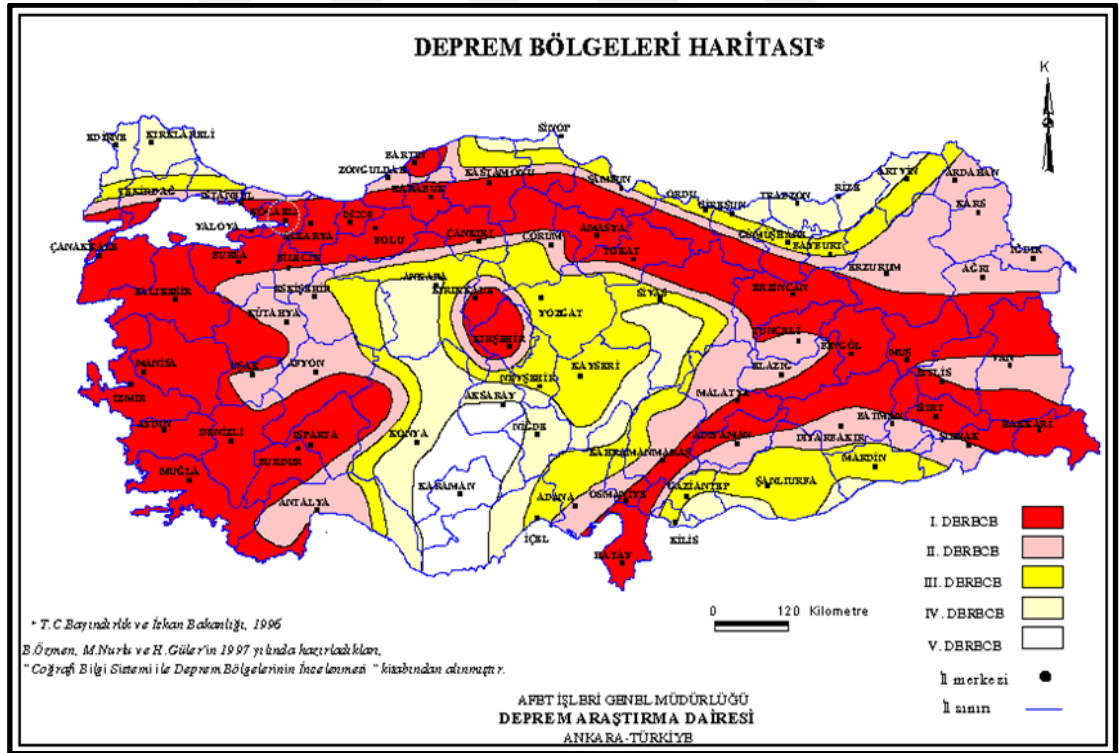 DEPREM BÖLGELERİ HARİTASI*
K
SİNOP
EDİRNE
KIRKLARELİ
BARTIN
ZONGULDAK
KASTAMONU
KARABÜK
SAMSUN
ARTVİN
ARDAHAN
RİZE
TRABZON
ORDU
GİRESUN
KARS
TEKİRDAĞ
İSTANBUL
KOCAELİ
YALOVA
SAKARYA
DÜZCE
BOLU
ÇANKIRI
ÇORUM
AMASYA
TOKAT
GÜMÜŞHANE
BAYBURT
IĞDIR
ÇANAKKALE
BURSA
BİLECİK
ERZURUM
AĞRI
ANKARA
BALIKESİR
ESKİŞEHİR
KIRIKKALE
SİVAS
ERZİNCAN
KÜTAHYA
YOZGAT
KIRŞEHİR
TUNCELİ
BİNGÖL
MUŞ
VAN
MANİSA
UŞAK
AFYON
KAYSERİ
NEVŞEHİR
ELAZIĞ
BİTLİS
İZMİR
AKSARAY
MALATYA
BATMAN
SİİRT
AYDIN
DENİZLİ
ISPARTA
KONYA
NİĞDE
ADIYAMAN
DİYARBAKIR
ŞIRNAK
HAKKARİ
BURDUR
KAHRAMANMARAŞ
MARDİN
MUĞLA
KARAMAN
GAZİANTEP
ŞANLIURFA
ANTALYA
ADANA
OSMANİYE
İÇEL
KİLİS
HATAY
I. DERECE
II. DERECE
III. DERECE
IV. DERECE
V. DERECE
İl merkezi
İl sınırı
0 120 Kilometre
* T.C.Bayındırlık ve İskan Bakanlığı, 1996
B.Özmen, M.Nurlu ve H.Güler'in 1997 yılında hazırladıkları,
"Coğrafi Bilgi Sistemi ile Deprem Bölgelerinin İncelenmesi " kitabından alınmıştır.
AFET İŞLERİ GENEL MÜDÜRLÜĞÜ
DEPREM ARAŞTIRMA DAİRESİ
ANKARA-TÜRKİYE